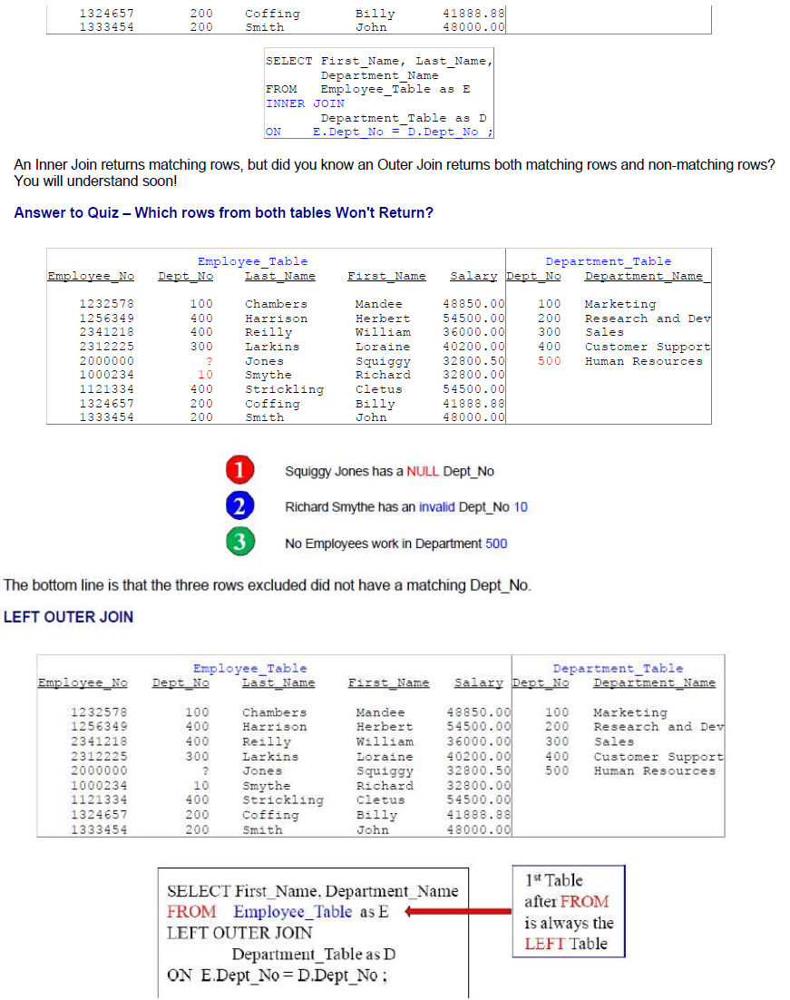 1324657 200 Coffing Billy 41888.88
1333454 200 Smith John 48000.00
SELECT First_Name, Last_Name,
Department_Name
FROM Employee_Table as E
INNER JOIN
Department_Table as D
ON E.Dept_No = D.Dept_No ;
An Inner Join returns matching rows, but did you know an Outer Join returns both matching rows and non-matching rows?
You will understand soon!
Answer to Quiz – Which rows from both tables Won't Return?
Employee_Table Department_Table
Employee_No Dept_No Last_Name First_Name Salary Dept_No Department_Name_
1232578 100 Chambers Mandee 48850.00 100 Marketing
1256349 400 Harrison Herbert 54500.00 200 Research and Dev
2341218 400 Reilly William 36000.00 300 Sales
2312225 300 Larkins Loraine 40200.00 400 Customer Support
2000000 ? Jones Squiggy 32800.50 500 Human Resources
1000234 10 Smythe Richard 32800.00
1121334 400 Strickling Cletus 54500.00
1324657 200 Coffing Billy 41888.88
1333454 200 Smith John 48000.00
1 Squiggy Jones has a NULL Dept_No
2 Richard Smythe has an invalid Dept_No 10
3 No Employees work in Department 500
The bottom line is that the three rows excluded did not have a matching Dept_No.
LEFT OUTER JOIN
Employee_Table Department_Table
Employee_No Dept_No Last_Name First_Name Salary Dept_No Department_Name
1232578 100 Chambers Mandee 48850.00 100 Marketing
1256349 400 Harrison Herbert 54500.00 200 Research and Dev
2341218 400 Reilly William 36000.00 300 Sales
2312225 300 Larkins Loraine 40200.00 400 Customer Support
2000000 ? Jones Squiggy 32800.50 500 Human Resources
1000234 10 Smythe Richard 32800.00
1121334 400 Strickling Cletus 54500.00
1324657 200 Coffing Billy 41888.88
1333454 200 Smith John 48000.00
SELECT First_Name, Department_Name
FROM Employee_Table as E
LEFT OUTER JOIN
Department_Table as D
ON E.Dept_No = D.Dept_No ;
1st Table
after FROM
is always the
LEFT Table